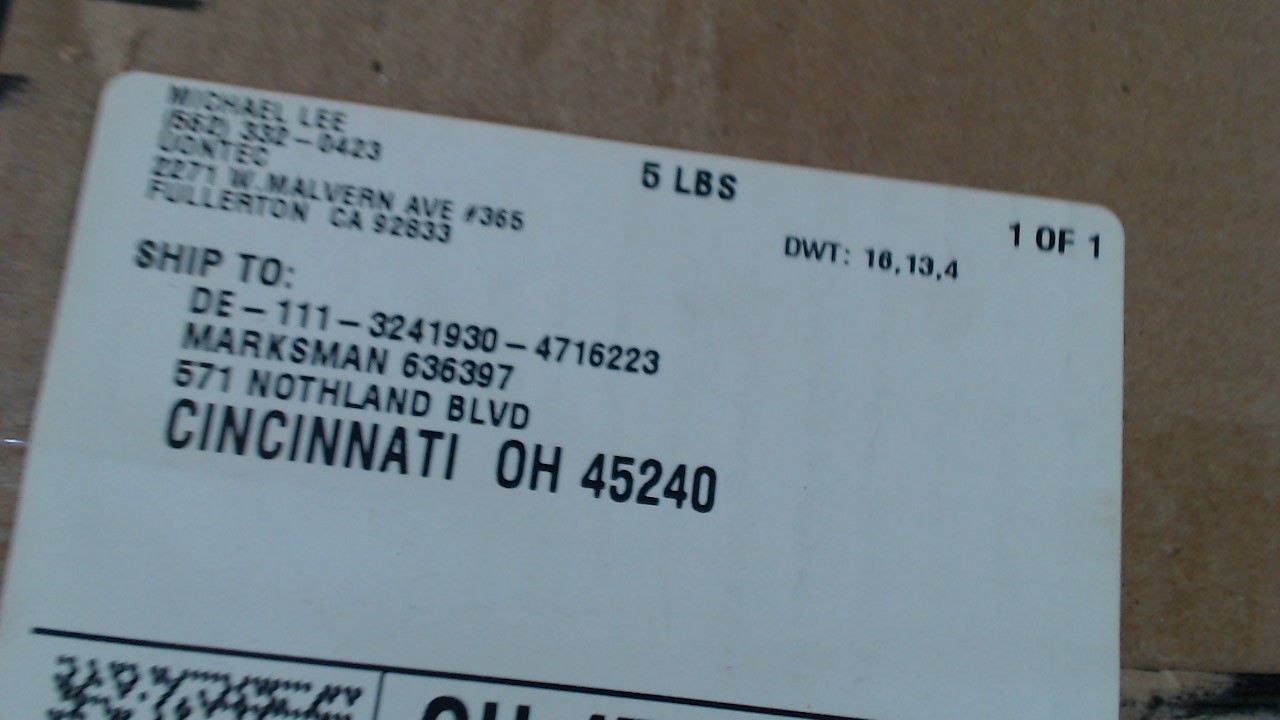 MICHAEL LEE
(562) 332-0423
UONTEC
2271 W.MALVERN AVE #365
FULLERTON CA 92833
5 LBS
1 OF 1
DWT: 16,13,4
SHIP TO:
DE-111-3241930-4716223
MARKSMAN 636397
571 NOTHLAND BLVD
CINCINNATI OH 45240
OH